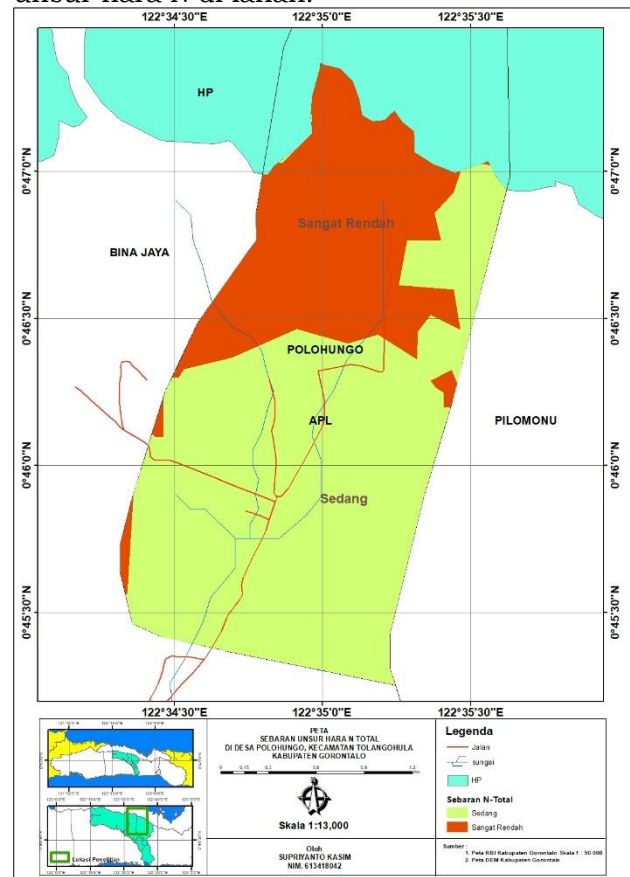 unsur hara N di lahan.
122°34'30"E 122°35'0"E 122°35'30"E
HP
0°47'0"N 0°47'0"N
Sangat Rendah
BINA JAYA
0°46'30"N 0°46'30"N
POLOHUNGO
APL
PILOMONU
0°46'0"N 0°46'0"N
Sedang
0°45'30"N 0°45'30"N
122°34'30"E 122°35'0"E 122°35'30"E
PETA
SEBARAN UNSUR HARA N TOTAL
DI DESA POLOHUNGO, KECAMATAN TOLANGOHULA
KABUPATEN GORONTALO
Skala 1:13,000
Oleh
SUPRIYANTO KASIM
NIM. 613418042
Lokasi Penelitian
Legenda
Jalan
sungai
HP
Sebaran N-Total
Sedang
Sangat Rendah
Sumber :
1. Peta RBI Kabupaten Gorontalo Skala 1 : 50.000
2. Peta DEM Kabupaten Gorontalo